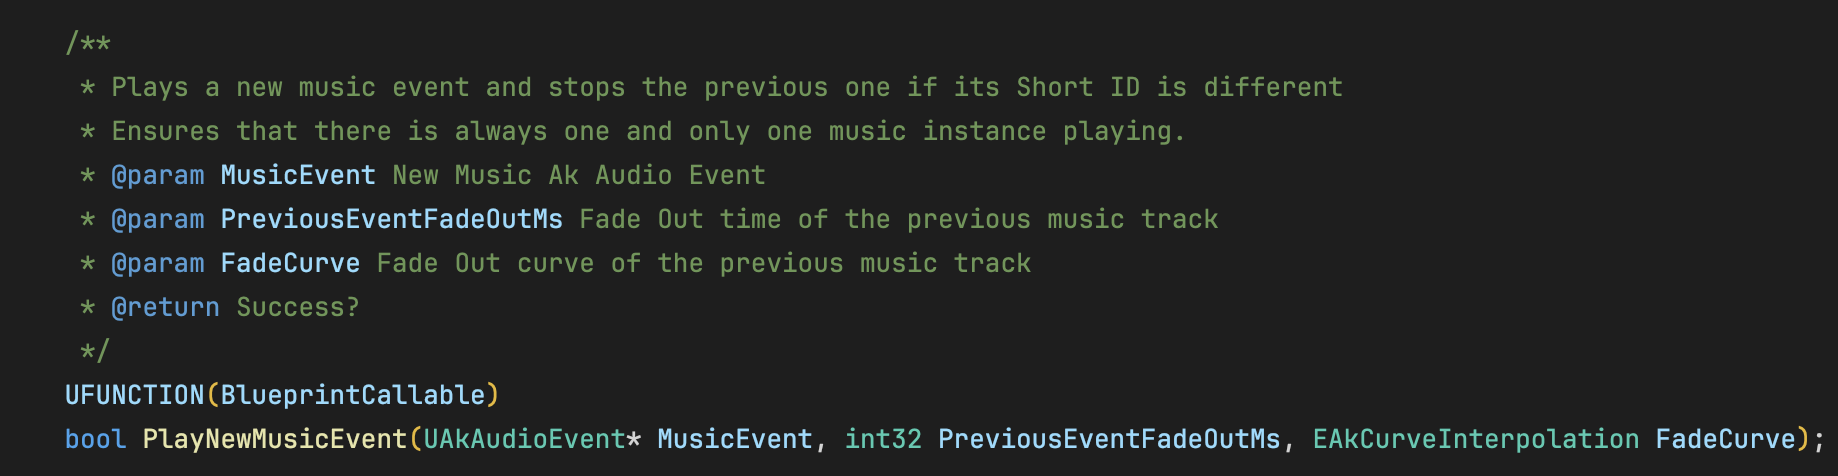 /**
 * Plays a new music event and stops the previous one if its Short ID is different
 * Ensures that there is always one and only one music instance playing.
 * @param MusicEvent New Music Ak Audio Event
 * @param PreviousEventFadeOutMs Fade Out time of the previous music track
 * @param FadeCurve Fade Out curve of the previous music track
 * @return Success?
 */
UFUNCTION(BlueprintCallable)
bool PlayNewMusicEvent(UAkAudioEvent* MusicEvent, int32 PreviousEventFadeOutMs, EAkCurveInterpolation FadeCurve);